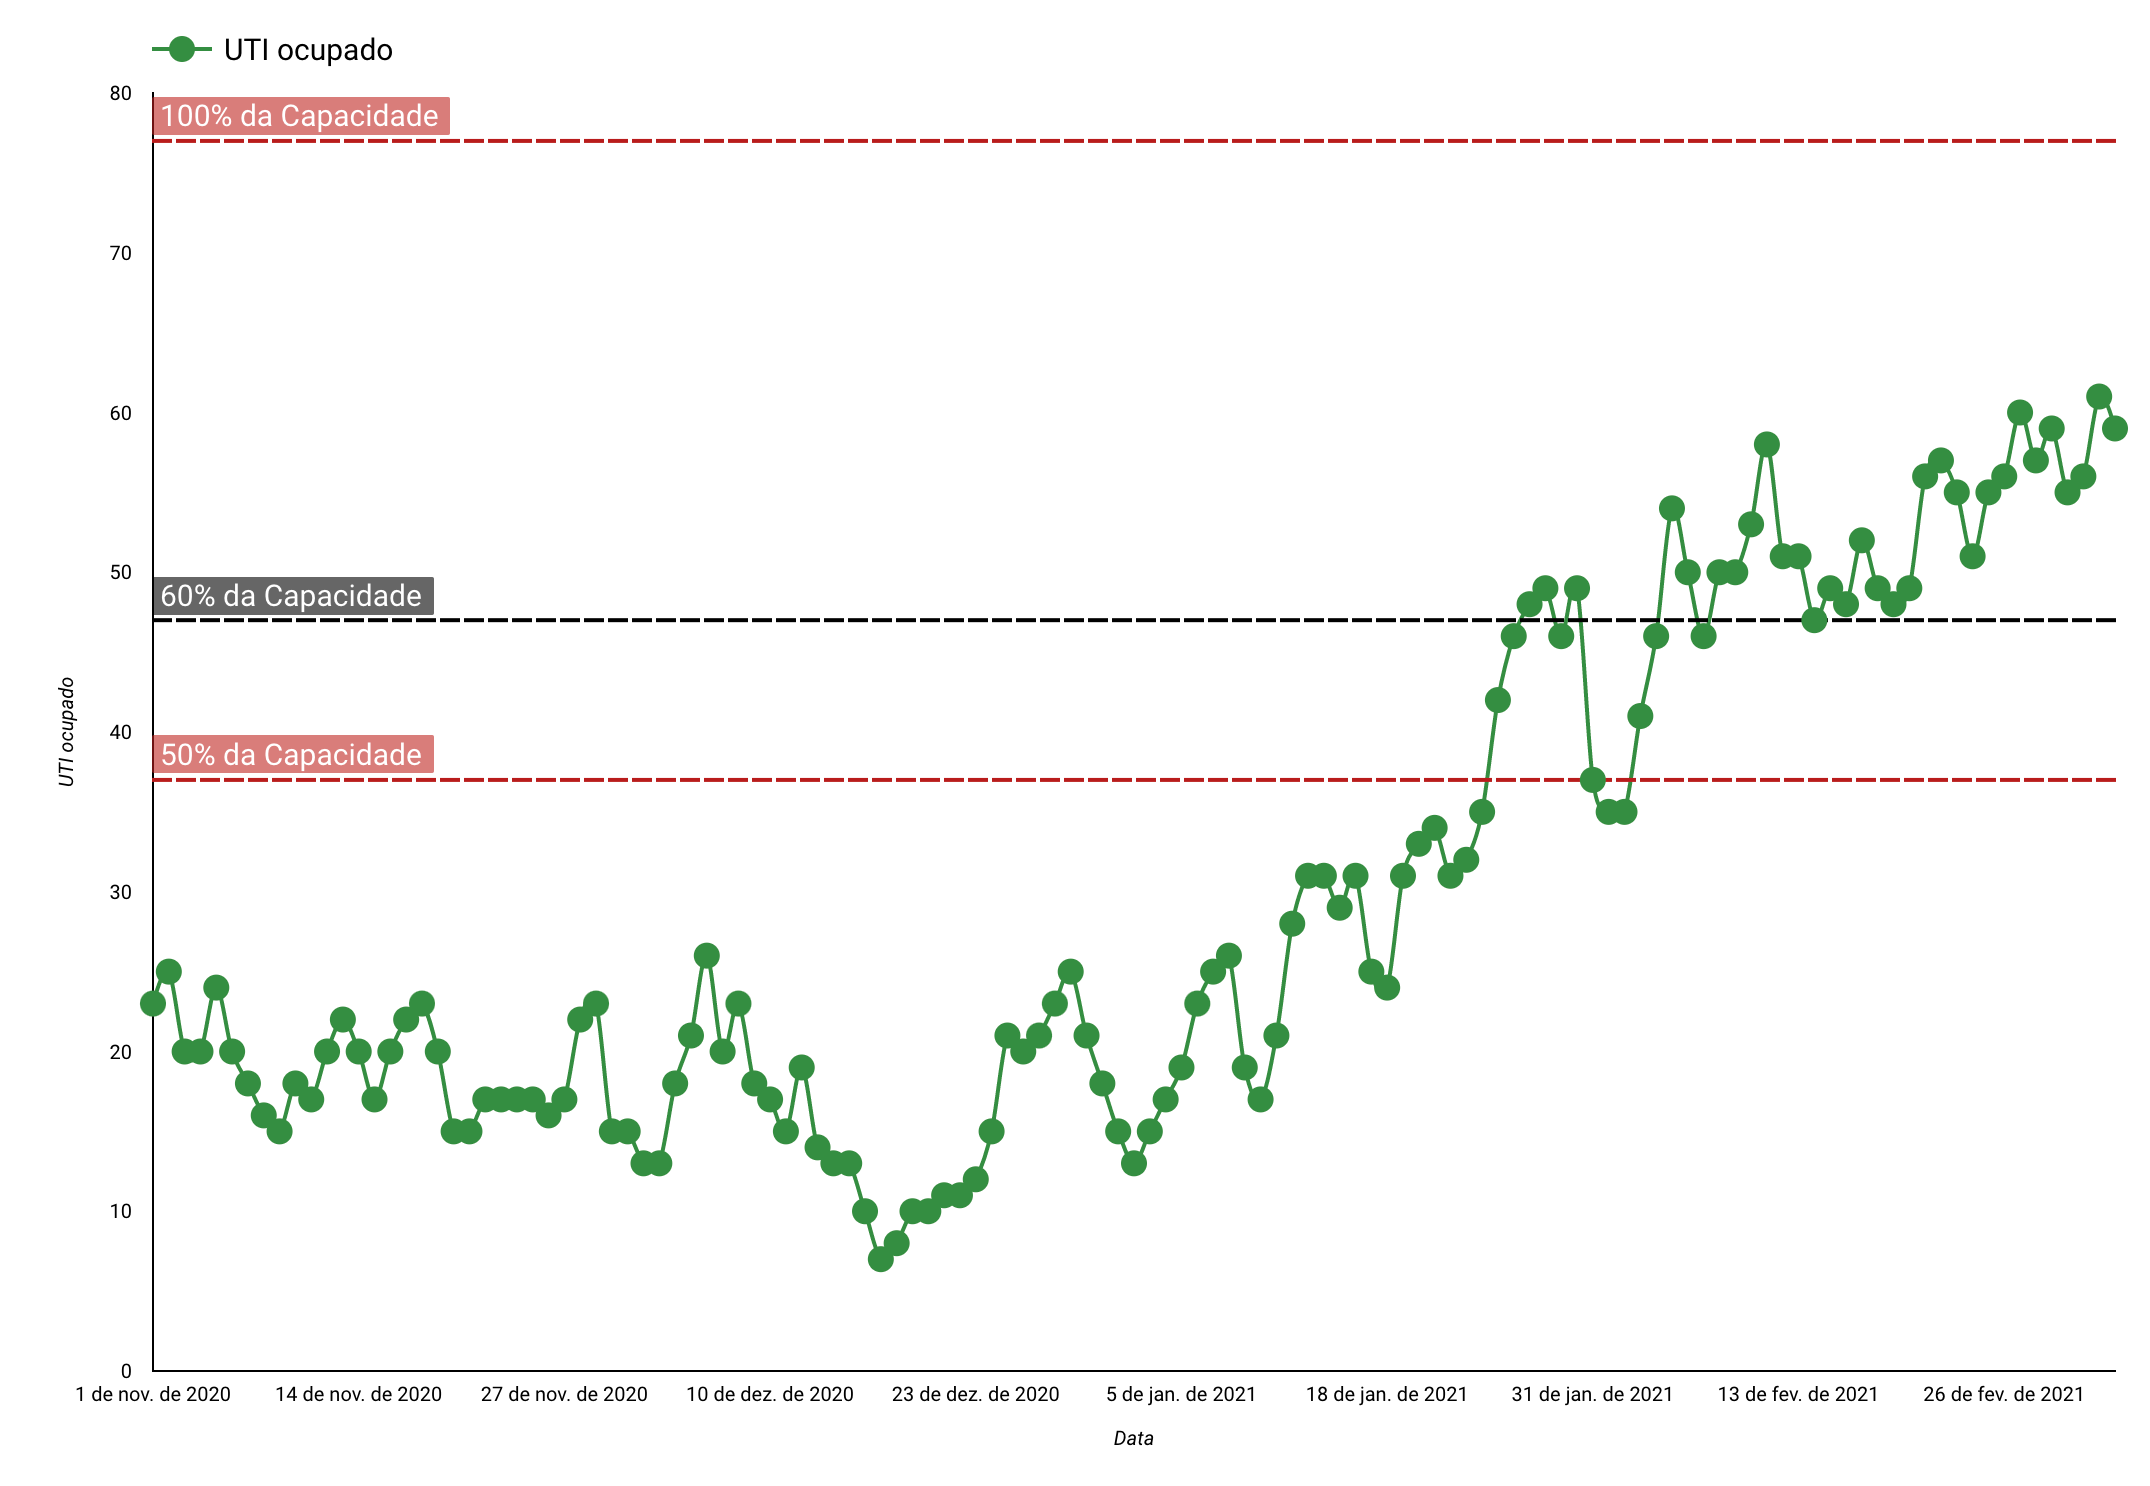 UTI ocupado
80
100% da Capacidade
70
60
50
60% da Capacidade
40
50% da Capacidade
30
20
10
0
UTI ocupado
1 de nov. de 2020 14 de nov. de 2020 27 de nov. de 2020 10 de dez. de 2020 23 de dez. de 2020 5 de jan. de 2021 18 de jan. de 2021 31 de jan. de 2021 13 de fev. de 2021 26 de fev. de 2021
Data